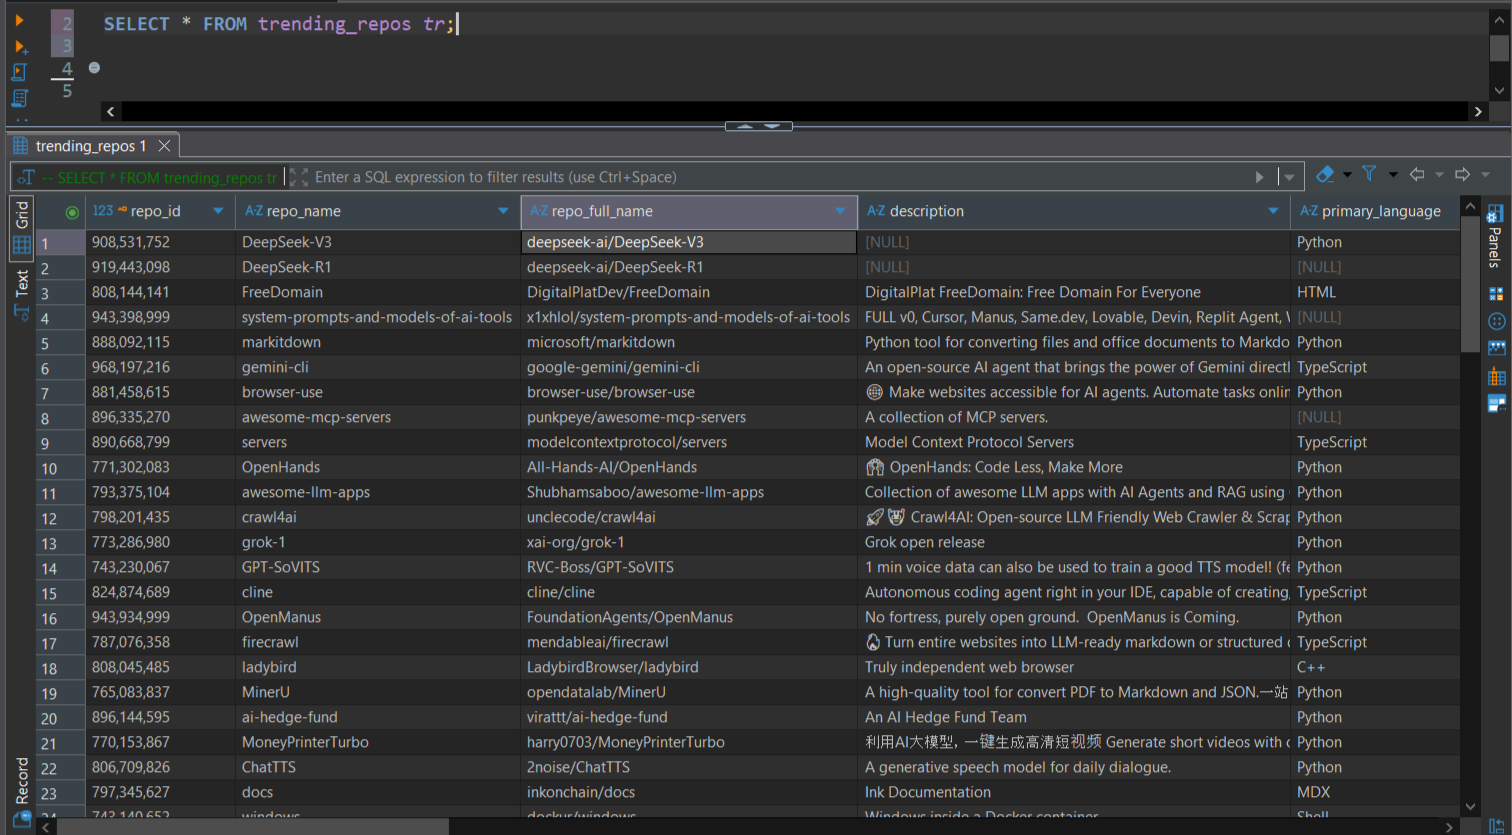 2 SELECT * FROM trending_repos tr;
3
4
5
trending_repos 1
-- SELECT * FROM trending_repos tr Enter a SQL expression to filter results (use Ctrl+Space)
Grid
Text
Record
Panels
123 repo_id A-Z repo_name A-Z repo_full_name A-Z description A-Z primary_language
1 908,531,752 DeepSeek-V3 deepseek-ai/DeepSeek-V3 [NULL] Python
2 919,443,098 DeepSeek-R1 deepseek-ai/DeepSeek-R1 [NULL] [NULL]
3 808,144,141 FreeDomain DigitalPlatDev/FreeDomain DigitalPlat FreeDomain: Free Domain For Everyone HTML
4 943,398,999 system-prompts-and-models-of-ai-tools x1xhlol/system-prompts-and-models-of-ai-tools FULL v0, Cursor, Manus, Same.dev, Lovable, Devin, Replit Agent, [NULL]
5 888,092,115 markitdown microsoft/markitdown Python tool for converting files and office documents to Markdo Python
6 968,197,216 gemini-cli google-gemini/gemini-cli An open-source AI agent that brings the power of Gemini directl TypeScript
7 881,458,615 browser-use browser-use/browser-use 🌐 Make websites accessible for AI agents. Automate tasks onlin Python
8 896,335,270 awesome-mcp-servers punkpeye/awesome-mcp-servers A collection of MCP servers. [NULL]
9 890,668,799 servers modelcontextprotocol/servers Model Context Protocol Servers TypeScript
10 771,302,083 OpenHands All-Hands-AI/OpenHands 🙌 OpenHands: Code Less, Make More Python
11 793,375,104 awesome-llm-apps Shubhamsaboo/awesome-llm-apps Collection of awesome LLM apps with AI Agents and RAG using Python
12 798,201,435 crawl4ai unclecode/crawl4ai 🚀🤖 Crawl4AI: Open-source LLM Friendly Web Crawler & Scrap Python
13 773,286,980 grok-1 xai-org/grok-1 Grok open release Python
14 743,230,067 GPT-SoVITS RVC-Boss/GPT-SoVITS 1 min voice data can also be used to train a good TTS model! (fe Python
15 824,874,689 cline cline/cline Autonomous coding agent right in your IDE, capable of creating, TypeScript
16 943,934,999 OpenManus FoundationAgents/OpenManus No fortress, purely open ground. OpenManus is Coming. Python
17 787,076,358 firecrawl mendableai/firecrawl 🔥 Turn entire websites into LLM-ready markdown or structured TypeScript
18 808,045,485 ladybird LadybirdBrowser/ladybird Truly independent web browser C++
19 765,083,837 MinerU opendatalab/MinerU A high-quality tool for convert PDF to Markdown and JSON.一站 Python
20 896,144,595 ai-hedge-fund virattt/ai-hedge-fund An AI Hedge Fund Team Python
21 770,153,867 MoneyPrinterTurbo harry0703/MoneyPrinterTurbo 利用AI大模型，一键生成高清短视频 Generate short videos with Python
22 806,709,826 ChatTTS 2noise/ChatTTS A generative speech model for daily dialogue. Python
23 797,345,627 docs inkonchain/docs Ink Documentation MDX
24 743,140,652 windows dockur/windows Windows inside a Docker container Shell